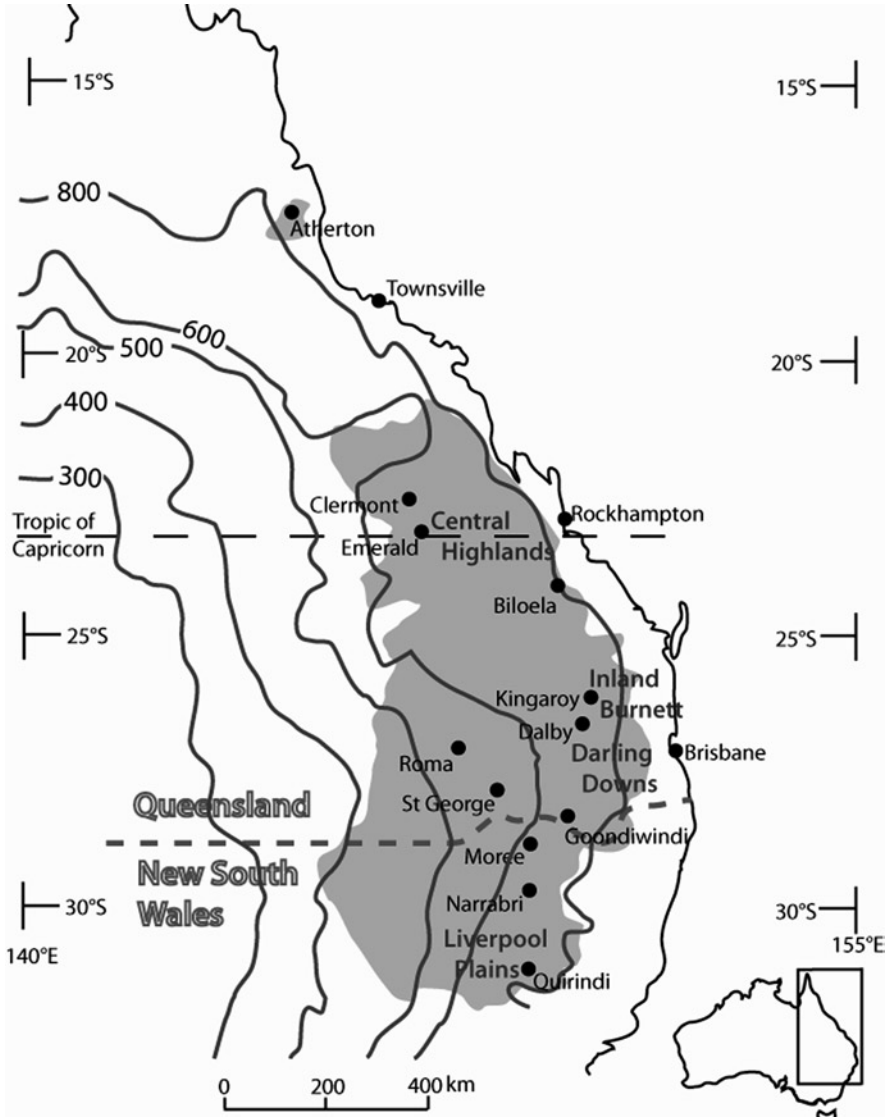 15°S
15°S
800
Atherton
Townsville
600
500
20°S
20°S
400
300
Clermont
Rockhampton
Central
Highlands
Tropic of
Capricorn
Emerald
Biloela
25°S
25°S
Inland
Burnett
Kingaroy
Dalby
Darling
Downs
Brisbane
Roma
St George
Queensland
Goondiwindi
Moree
New South
Wales
Narrabri
30°S
30°S
140°E
155°E
Liverpool
Plains
Quirindi
0
200
400 km